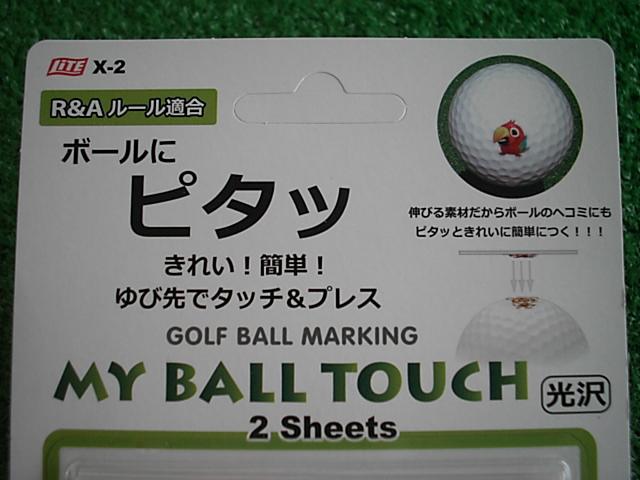 LITE X-2
R&Aルール適合
ボールに
ピタッ
きれい！簡単！
ゆび先でタッチ&プレス
伸びる素材だからボールのヘコミにも
ピタッときれいに簡単につく！！！
GOLF BALL MARKING
MY BALL TOUCH 光沢
2 Sheets